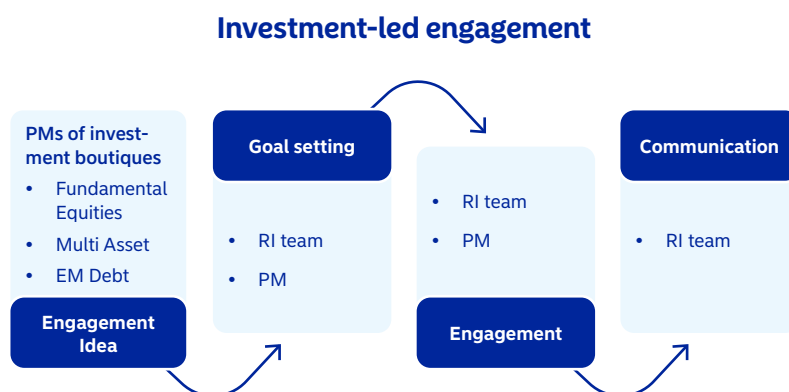 Investment-led engagement
PMs of invest-
ment boutiques
• Fundamental
Equities
• Multi Asset
• EM Debt
Engagement
Idea
Goal setting
• RI team
• PM
• RI team
• PM
Engagement
Communication
• RI team